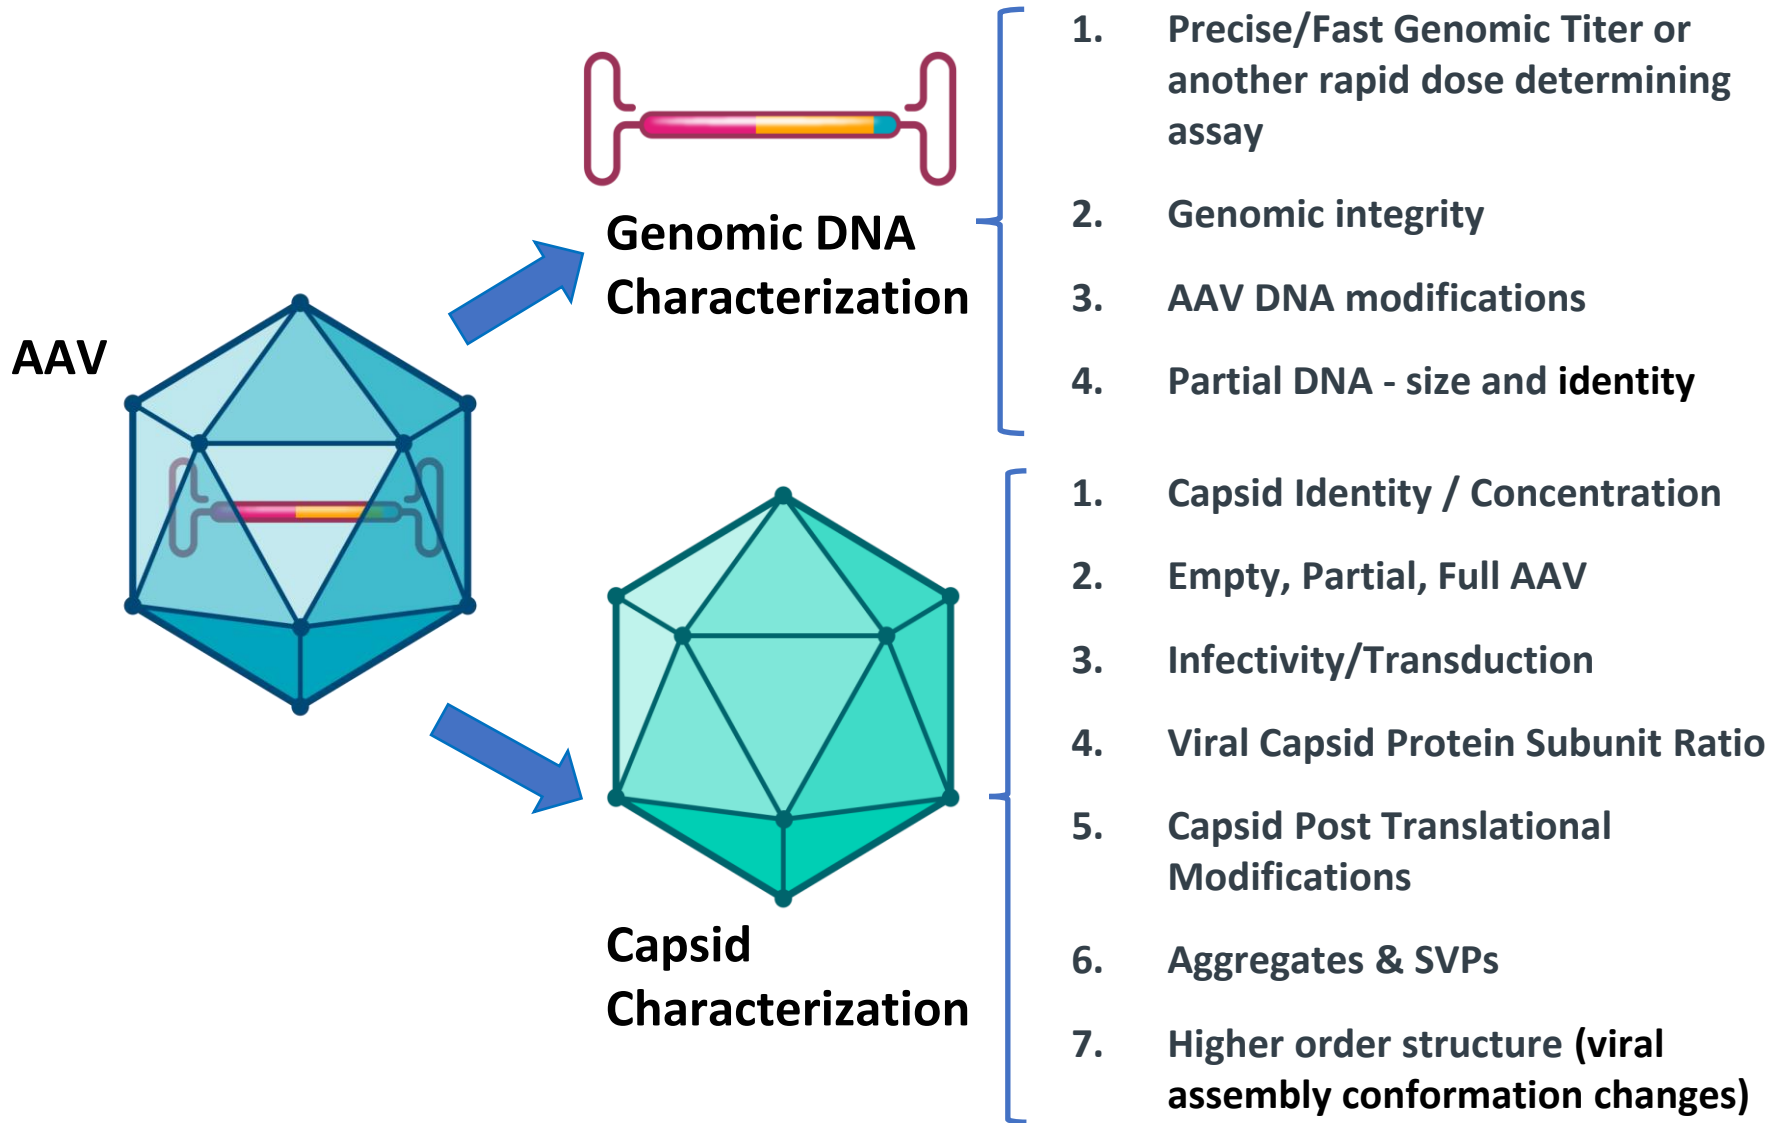 AAV
Genomic DNA
Characterization
1. Precise/Fast Genomic Titer or
another rapid dose determining
assay
2. Genomic integrity
3. AAV DNA modifications
4. Partial DNA - size and identity
Capsid
Characterization
1. Capsid Identity / Concentration
2. Empty, Partial, Full AAV
3. Infectivity/Transduction
4. Viral Capsid Protein Subunit Ratio
5. Capsid Post Translational
Modifications
6. Aggregates & SVPs
7. Higher order structure (viral
assembly conformation changes)